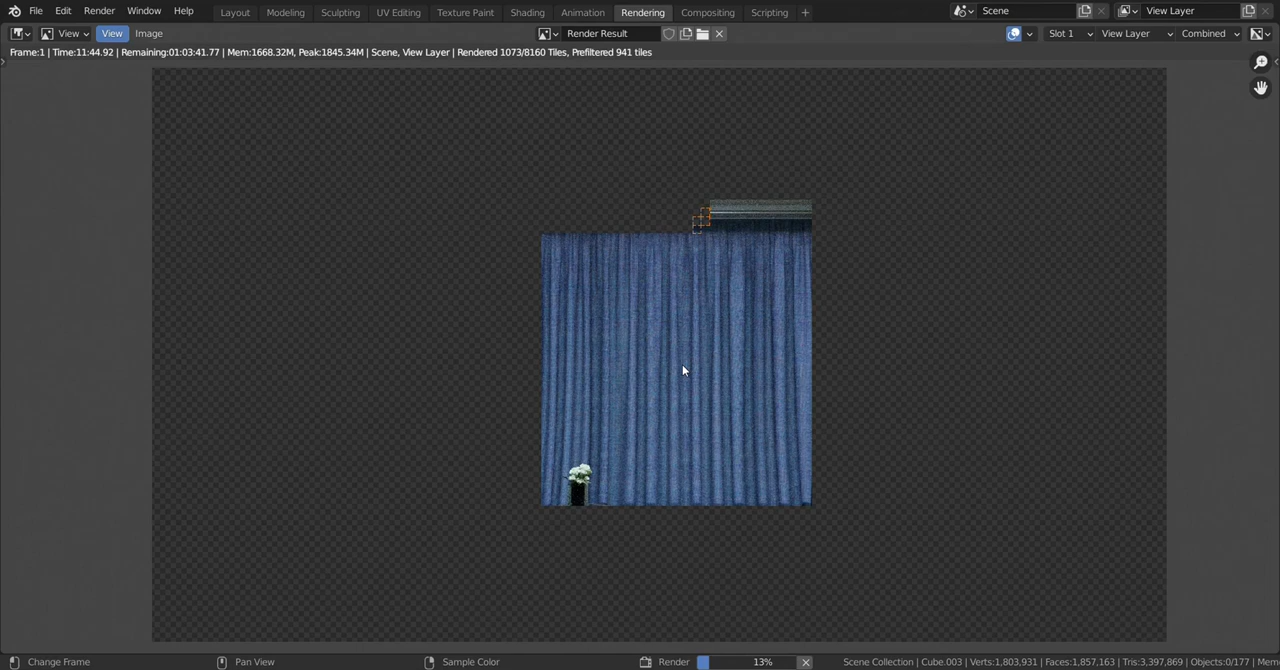 File Edit Render Window Help Layout Modeling Sculpting UV Editing Texture Paint Shading Animation Rendering Compositing Scripting + Scene View Layer
View View Image Render Result Slot 1 View Layer Combined
Frame:1 | Time:11:44.92 | Remaining:01:03:41.77 | Mem:1668.32M, Peak:1845.34M | Scene, View Layer | Rendered 1073/8160 Tiles, Prefiltered 941 tiles
Change Frame Pan View Sample Color Render 13% Scene Collection | Cube.003 | Verts:1,803,931 | Faces:1,857,163 | Tris:3,397,869 | Objects:0/177 | Mem